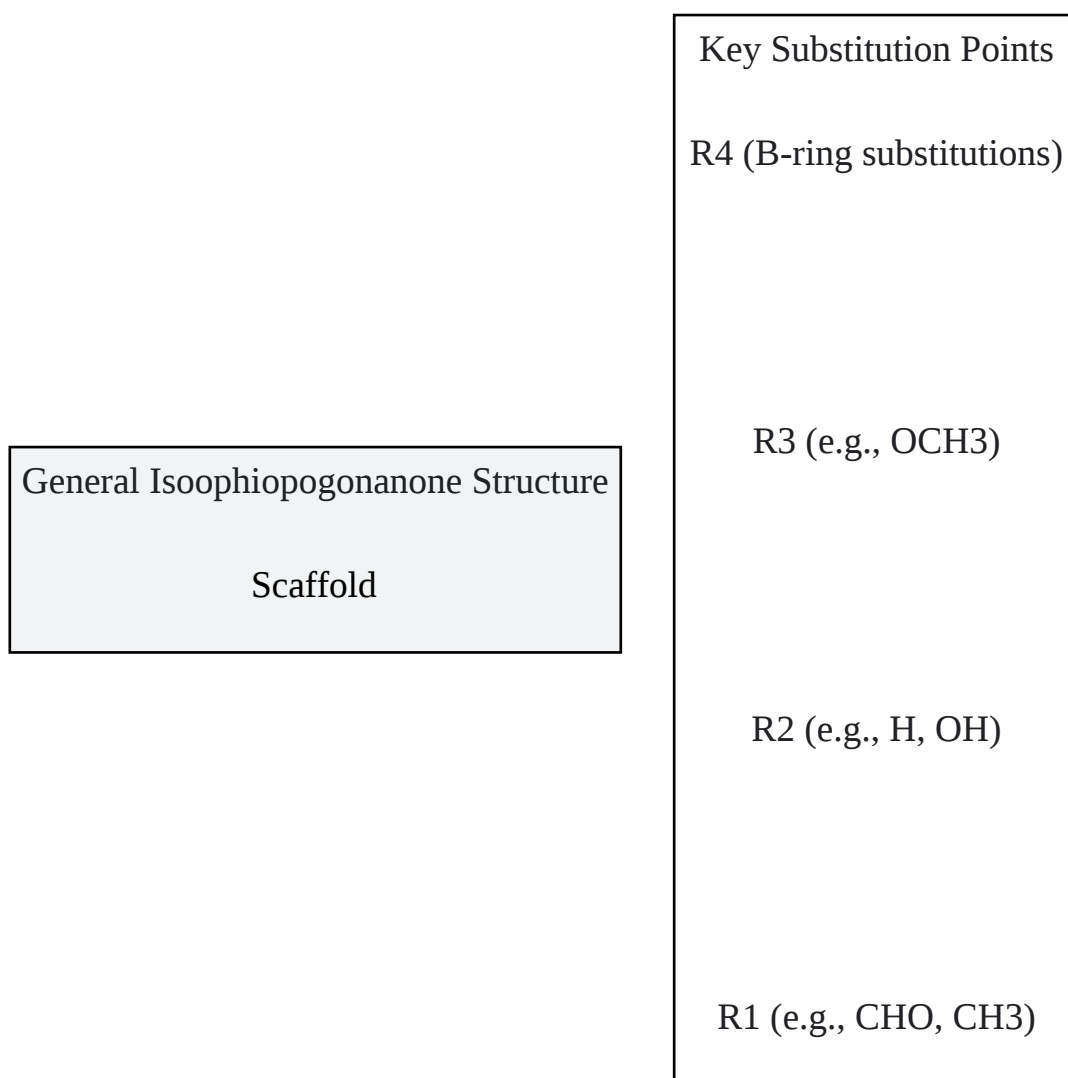 General Isoophiopogonanone Structure
Scaffold
Key Substitution Points
R4 (B-ring substitutions)
R3 (e.g., OCH3)
R2 (e.g., H, OH)
R1 (e.g., CHO, CH3)